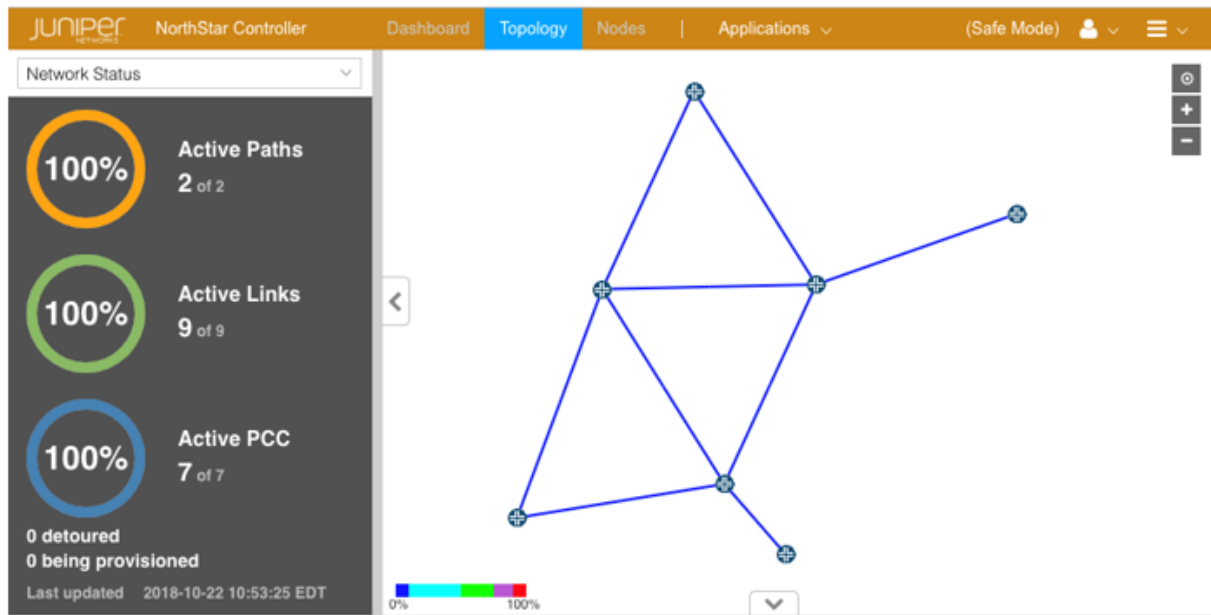 JUNIPER NETWORKS NorthStar Controller Dashboard Topology Nodes | Applications (Safe Mode)
Network Status
100% Active Paths
2 of 2
100% Active Links
9 of 9
100% Active PCC
7 of 7
0 detoured
0 being provisioned
Last updated 2018-10-22 10:53:25 EDT
0% 100%